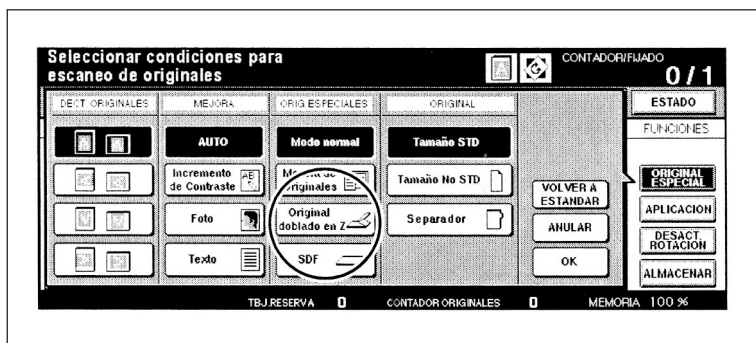 Seleccionar condiciones para
escaneo de originales
CONTADOR/FIJADO
0 / 1
DECT ORIGINALES
MEJORA
ORIG ESPECIALES
ORIGINAL
ESTADO
FUNCIONES
AUTO
Modo normal
Tamaño STD
Incremento
de Contraste
originales
Tamaño No STD
VOLVER A
ESTANDAR
ORIGINAL
ESPECIAL
Foto
Original
doblado en Z
Separador
ANULAR
APLICACION
DESACT.
ROTACION
Texto
SDF
OK
ALMACENAR
TBJ.RESERVA 0
CONTADOR ORIGINALES 0
MEMORIA 100 %